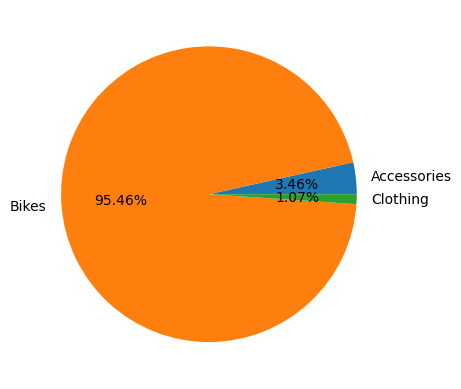 Accessories
3.46%
1.07%
Clothing
95.46%
Bikes